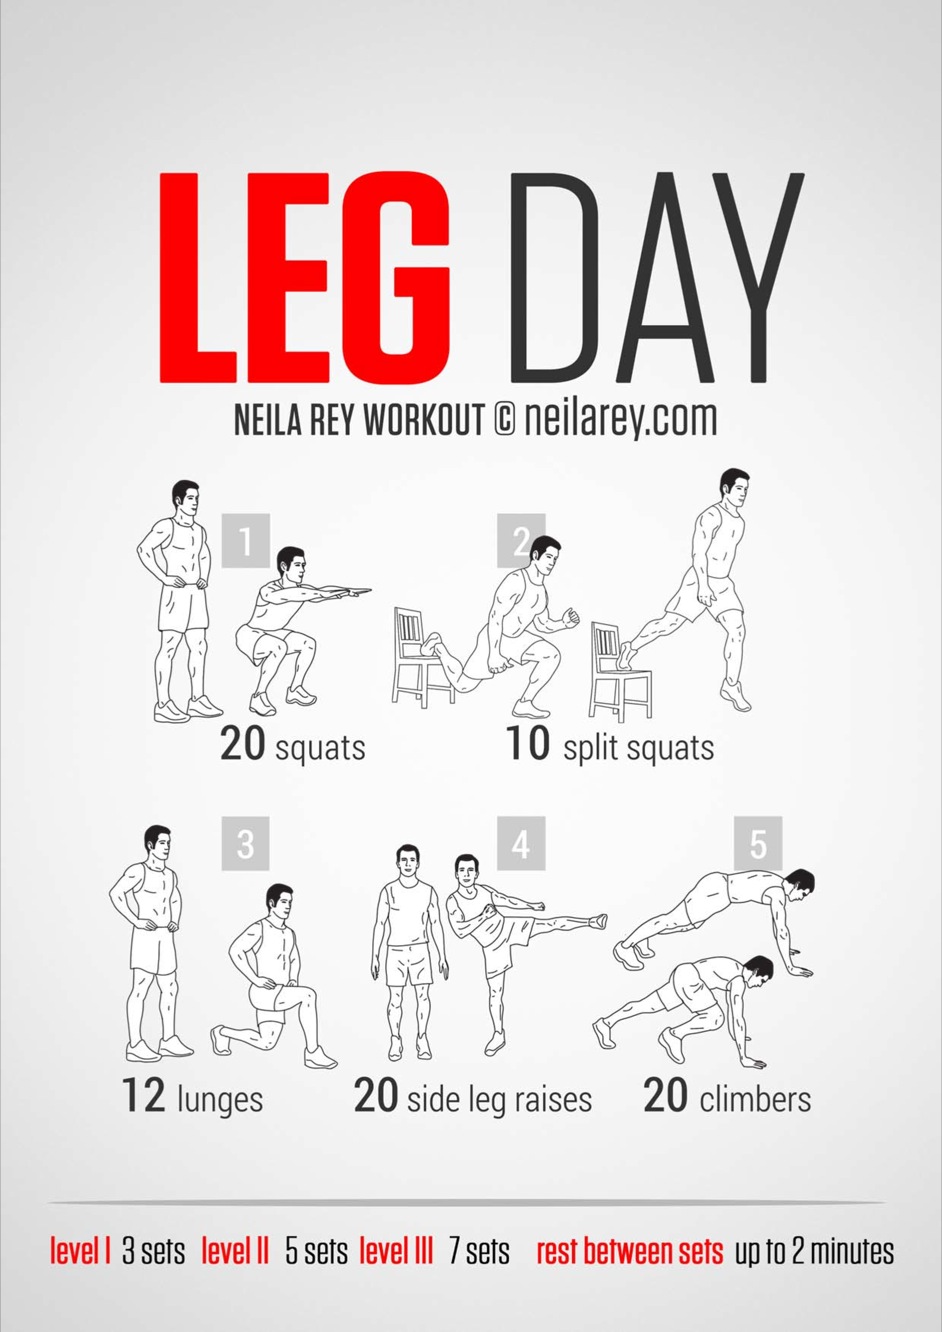 LEG DAY
NEILA REY WORKOUT © neilarey.com
1
2
20 squats
10 split squats
3
4
5
12 lunges
20 side leg raises
20 climbers
level I 3 sets level II 5 sets level III 7 sets rest between sets up to 2 minutes